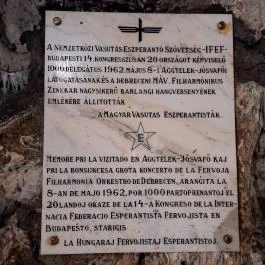 A Nemzetközi Vasutas Eszperantó Szövetség-IFEF-
Budapesti 14. Kongresszusán 20 országot képviselő
1000 delegátus 1962 május 8-i Aggtelek-Jósvafői
látogatásának és a Debreceni MÁV. Filharmónikus
Zenekar nagysikerű barlangi hangversenyének
emlékére állították
a Magyar Vasutas Eszperantisták.
E
Memore pri la vizitado en Aggtelek-Jósvafő kaj
pri la bonsukcesa grota koncerto de la Fervoja
Filharmonia Orkestro de Debrecen, aranĝita la
8-an de majo 1962, por 1000 partoprenantoj el
20 landoj okaze de la 14-a Kongreso de la Inter-
nacia Federacio Esperantista Fervojista en
Budapeŝto, starigis
la Hungaraj Fervojistaj Esperantistoj.